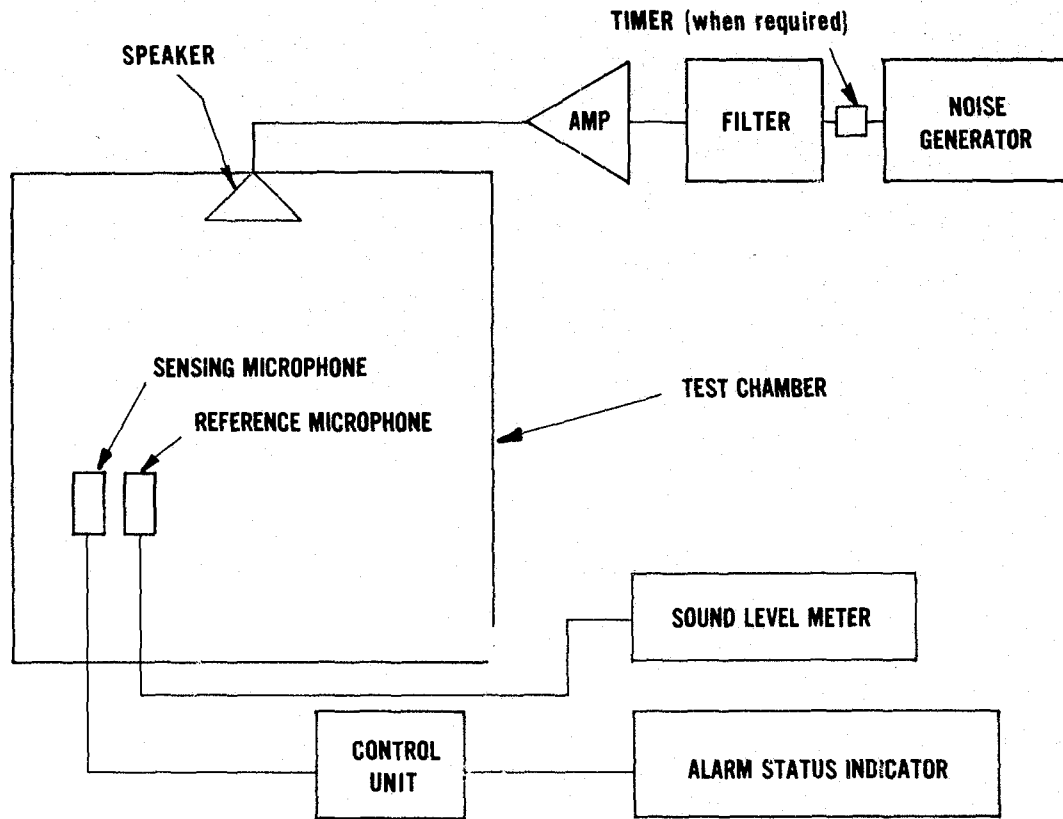 TIMER (when required)
SPEAKER
AMP
FILTER
NOISE
GENERATOR
SENSING MICROPHONE
REFERENCE MICROPHONE
TEST CHAMBER
SOUND LEVEL METER
CONTROL
UNIT
ALARM STATUS INDICATOR